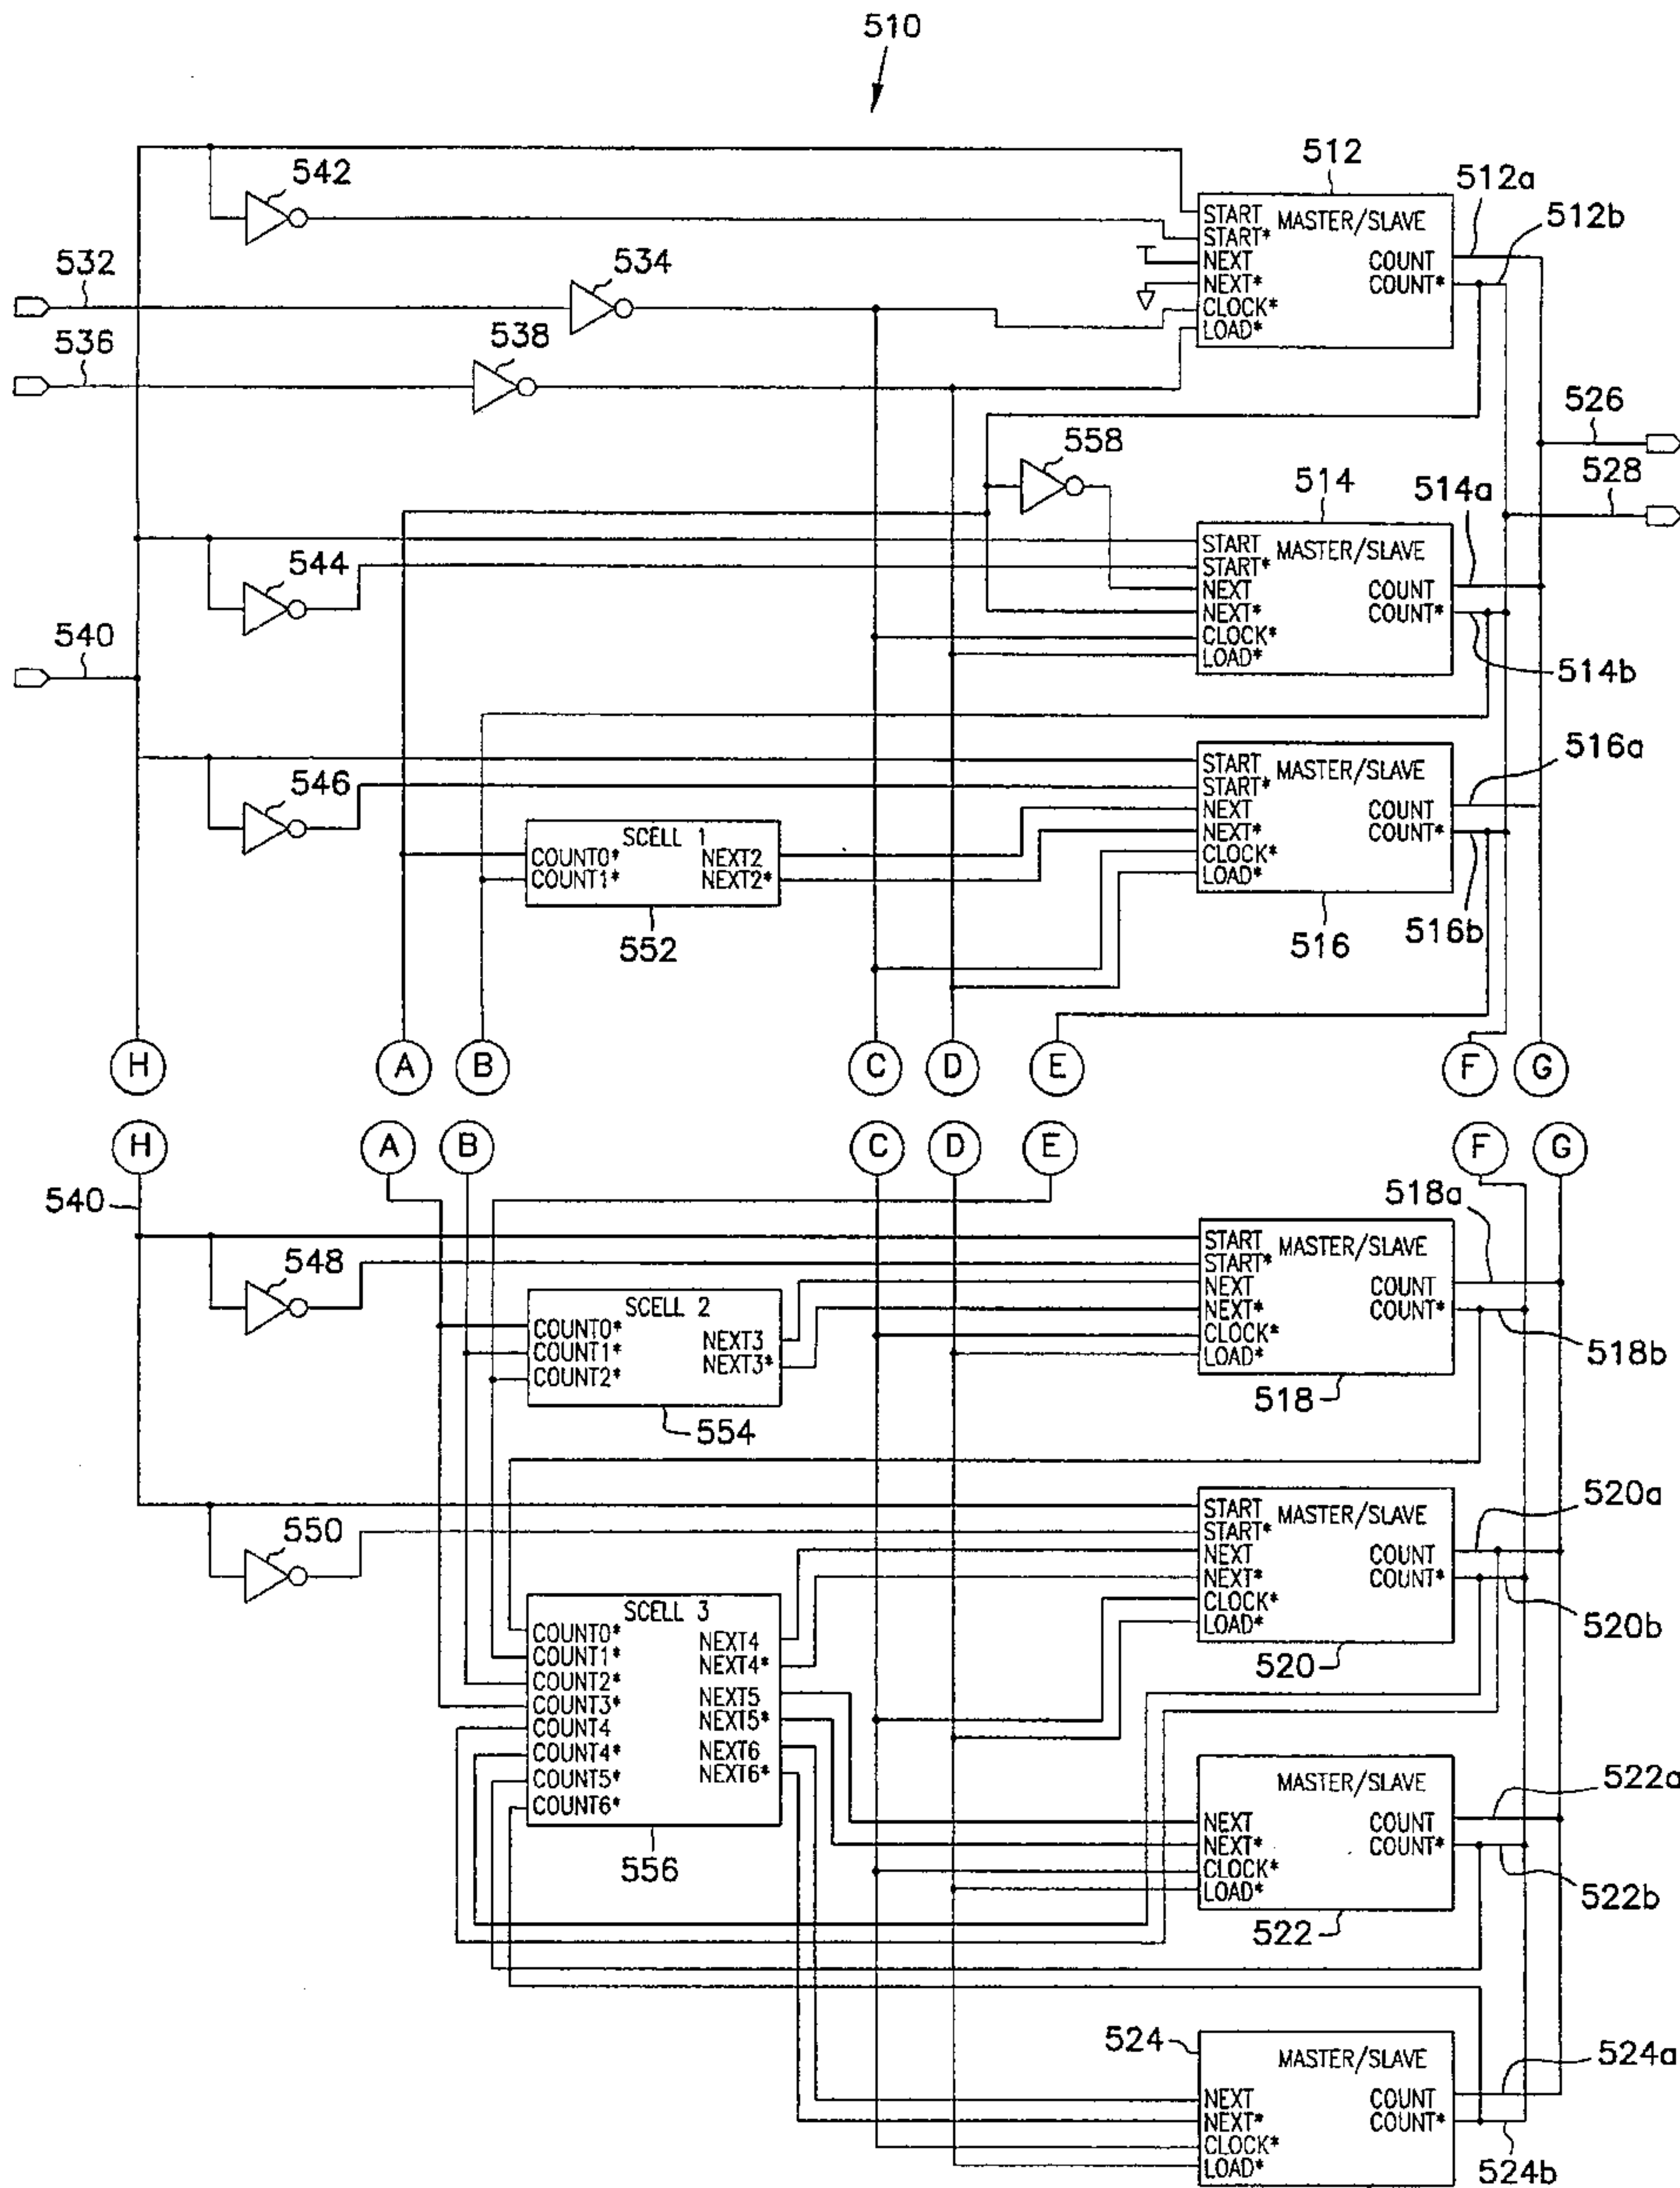 510
542
512
512a
START MASTER/SLAVE
START*
512b
532
534
NEXT COUNT
NEXT* COUNT*
CLOCK*
LOAD*
536
538
526
558
528
514
514a
START MASTER/SLAVE
START*
544
NEXT COUNT
NEXT* COUNT*
CLOCK*
LOAD*
540
514b
516a
START MASTER/SLAVE
START*
546
NEXT COUNT
NEXT* COUNT*
CLOCK*
LOAD*
SCELL 1
COUNT0* NEXT2
COUNT1* NEXT2*
552
516
516b
H A B C D E F G
H A B C D E F G
540
518a
START MASTER/SLAVE
START*
548
NEXT COUNT
NEXT* COUNT*
CLOCK*
LOAD*
SCELL 2
COUNT0* NEXT3
COUNT1* NEXT3*
COUNT2*
518b
518
554
520a
START MASTER/SLAVE
START*
550
NEXT COUNT
NEXT* COUNT*
CLOCK*
LOAD*
SCELL 3
COUNT0* NEXT4
COUNT1* NEXT4*
COUNT2* NEXT5
COUNT3* NEXT5*
COUNT4 NEXT6
COUNT4* NEXT6*
COUNT5*
COUNT6*
520b
520
556
MASTER/SLAVE
522a
NEXT COUNT
NEXT* COUNT*
CLOCK*
LOAD*
522b
522
524
MASTER/SLAVE
524a
NEXT COUNT
NEXT* COUNT*
CLOCK*
LOAD*
524b